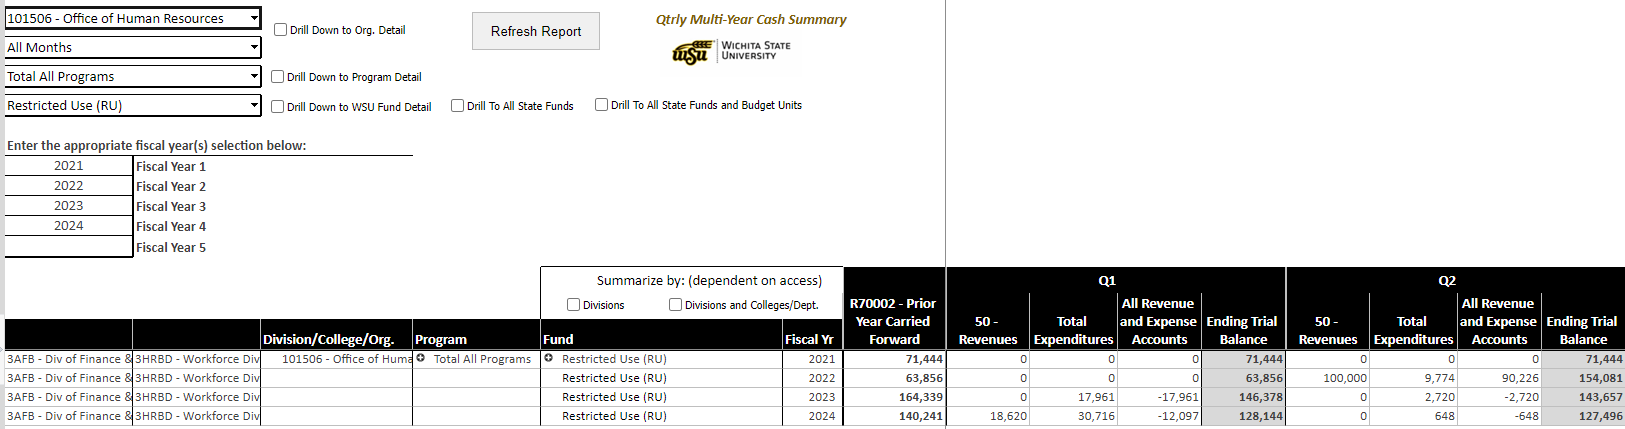 101506 - Office of Human Resources
Drill Down to Org. Detail
Refresh Report
Qtrly Multi-Year Cash Summary
WSU WICHITA STATE UNIVERSITY
All Months
Total All Programs
Drill Down to Program Detail
Restricted Use (RU)
Drill Down to WSU Fund Detail
Drill To All State Funds
Drill To All State Funds and Budget Units
Enter the appropriate fiscal year(s) selection below:
2021 Fiscal Year 1
2022 Fiscal Year 2
2023 Fiscal Year 3
2024 Fiscal Year 4
Fiscal Year 5
Summarize by: (dependent on access)
Divisions
Divisions and Colleges/Dept.
Q1 Q2
Division/College/Org. Program Fund Fiscal Yr R70002 - Prior Year Carried Forward 50 - Revenues Total Expenditures All Revenue and Expense Accounts Ending Trial Balance 50 - Revenues Total Expenditures All Revenue and Expense Accounts Ending Trial Balance
3AFB - Div of Finance & 3HRBD - Workforce Div 101506 - Office of Huma Total All Programs Restricted Use (RU) 2021 71,444 0 0 0 71,444 0 0 0 71,444
3AFB - Div of Finance & 3HRBD - Workforce Div Restricted Use (RU) 2022 63,856 0 0 0 63,856 100,000 9,774 90,226 154,081
3AFB - Div of Finance & 3HRBD - Workforce Div Restricted Use (RU) 2023 164,339 0 17,961 -17,961 146,378 0 2,720 -2,720 143,657
3AFB - Div of Finance & 3HRBD - Workforce Div Restricted Use (RU) 2024 140,241 18,620 30,716 -12,097 128,144 0 648 -648 127,496